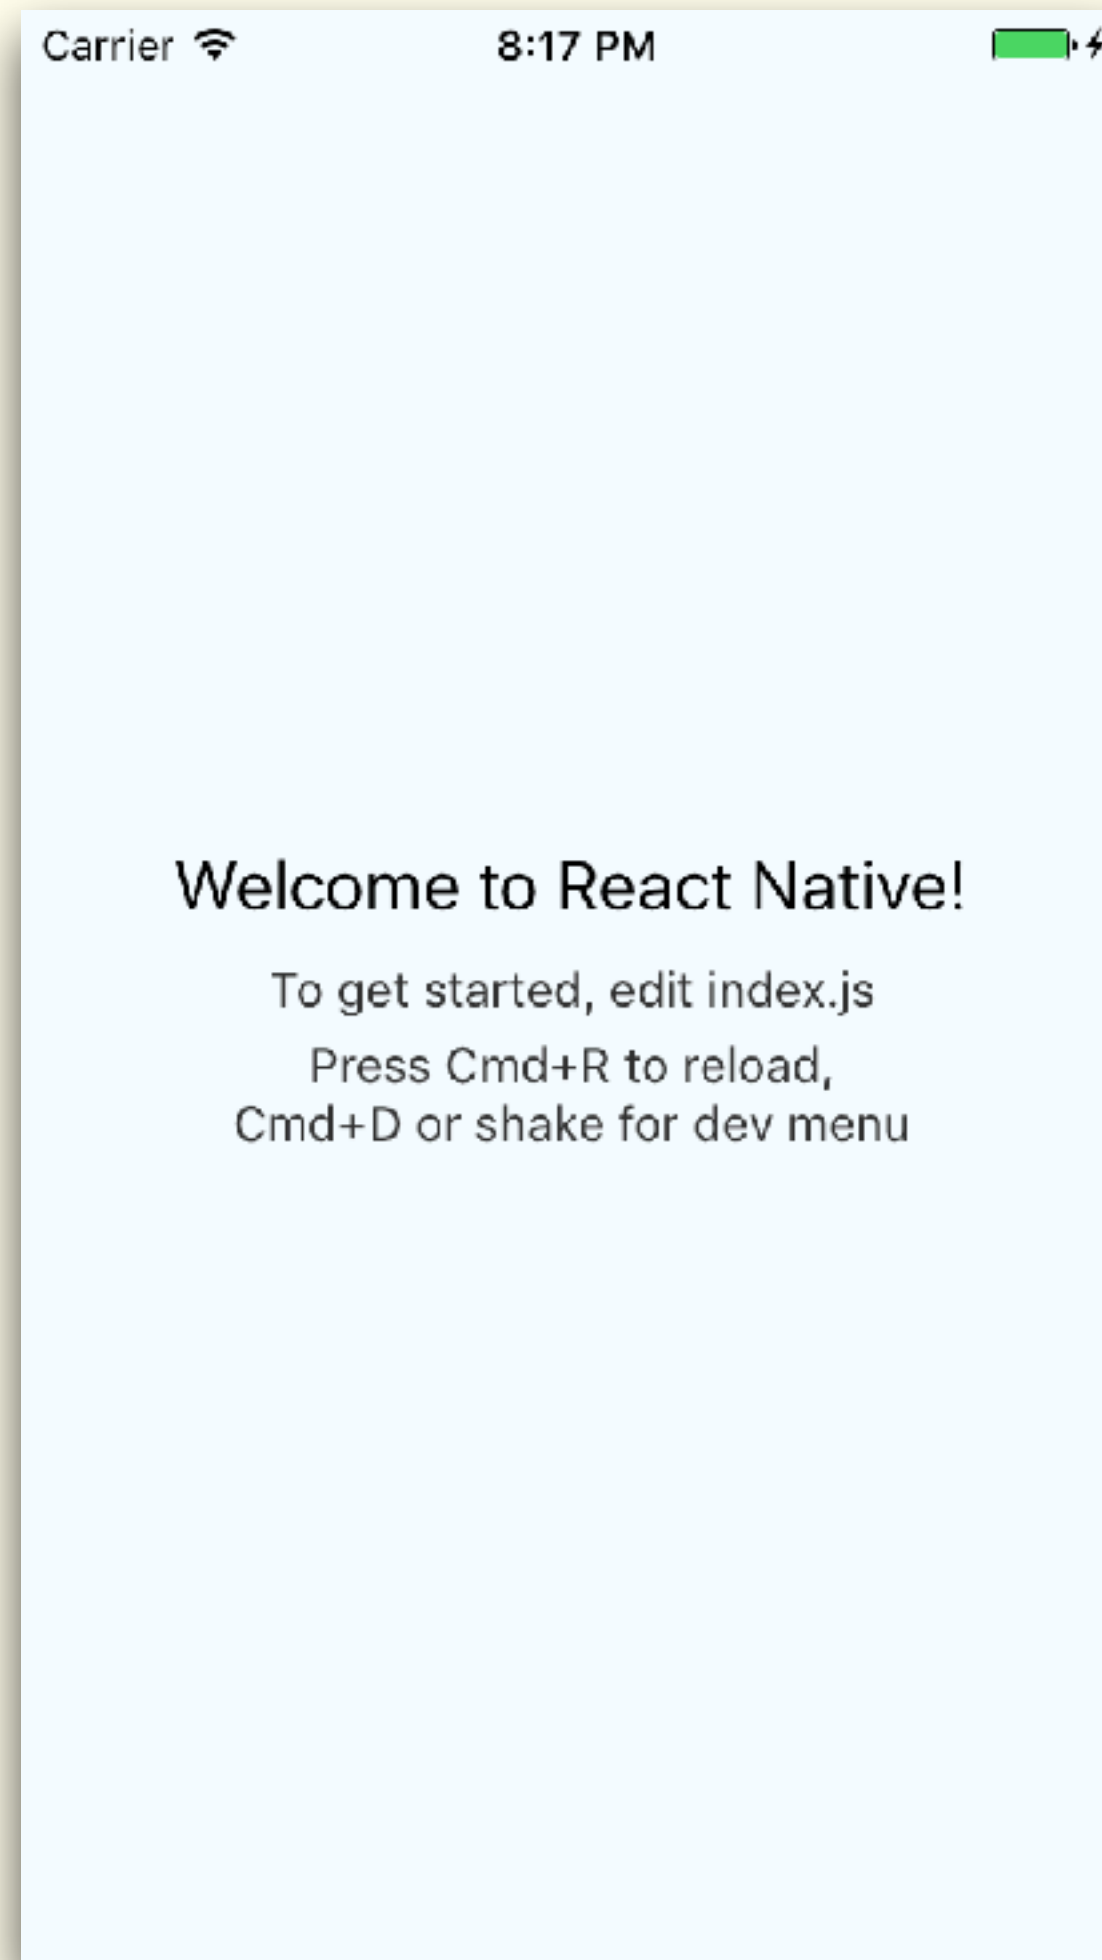 Carrier 8:17 PM
Welcome to React Native!
To get started, edit index.js
Press Cmd+R to reload,
Cmd+D or shake for dev menu